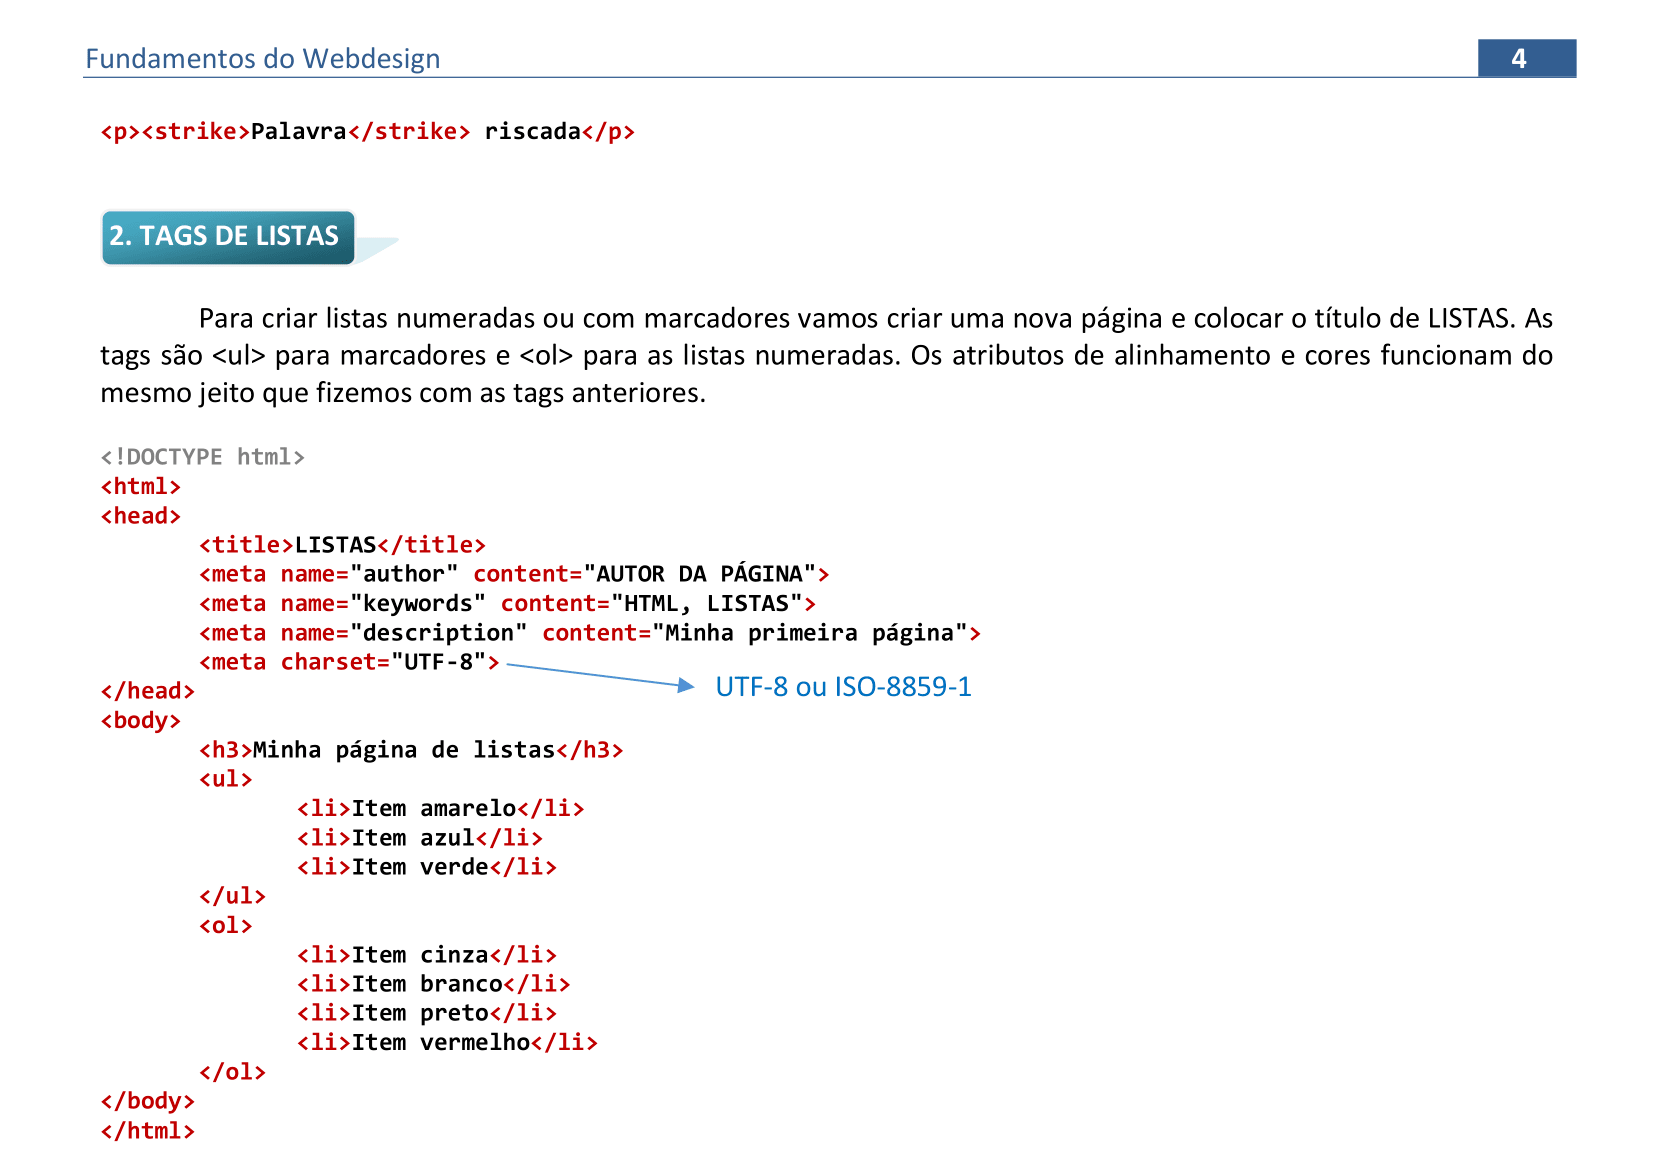 Fundamentos do Webdesign 4
<p><strike>Palavra</strike> riscada</p>
2. TAGS DE LISTAS
Para criar listas numeradas ou com marcadores vamos criar uma nova página e colocar o título de LISTAS. As
tags são <ul> para marcadores e <ol> para as listas numeradas. Os atributos de alinhamento e cores funcionam do
mesmo jeito que fizemos com as tags anteriores.
<!DOCTYPE html>
<html>
<head>
<title>LISTAS</title>
<meta name="author" content="AUTOR DA PÁGINA">
<meta name="keywords" content="HTML, LISTAS">
<meta name="description" content="Minha primeira página">
<meta charset="UTF-8">
UTF-8 ou ISO-8859-1
</head>
<body>
<h3>Minha página de listas</h3>
<ul>
<li>Item amarelo</li>
<li>Item azul</li>
<li>Item verde</li>
</ul>
<ol>
<li>Item cinza</li>
<li>Item branco</li>
<li>Item preto</li>
<li>Item vermelho</li>
</ol>
</body>
</html>